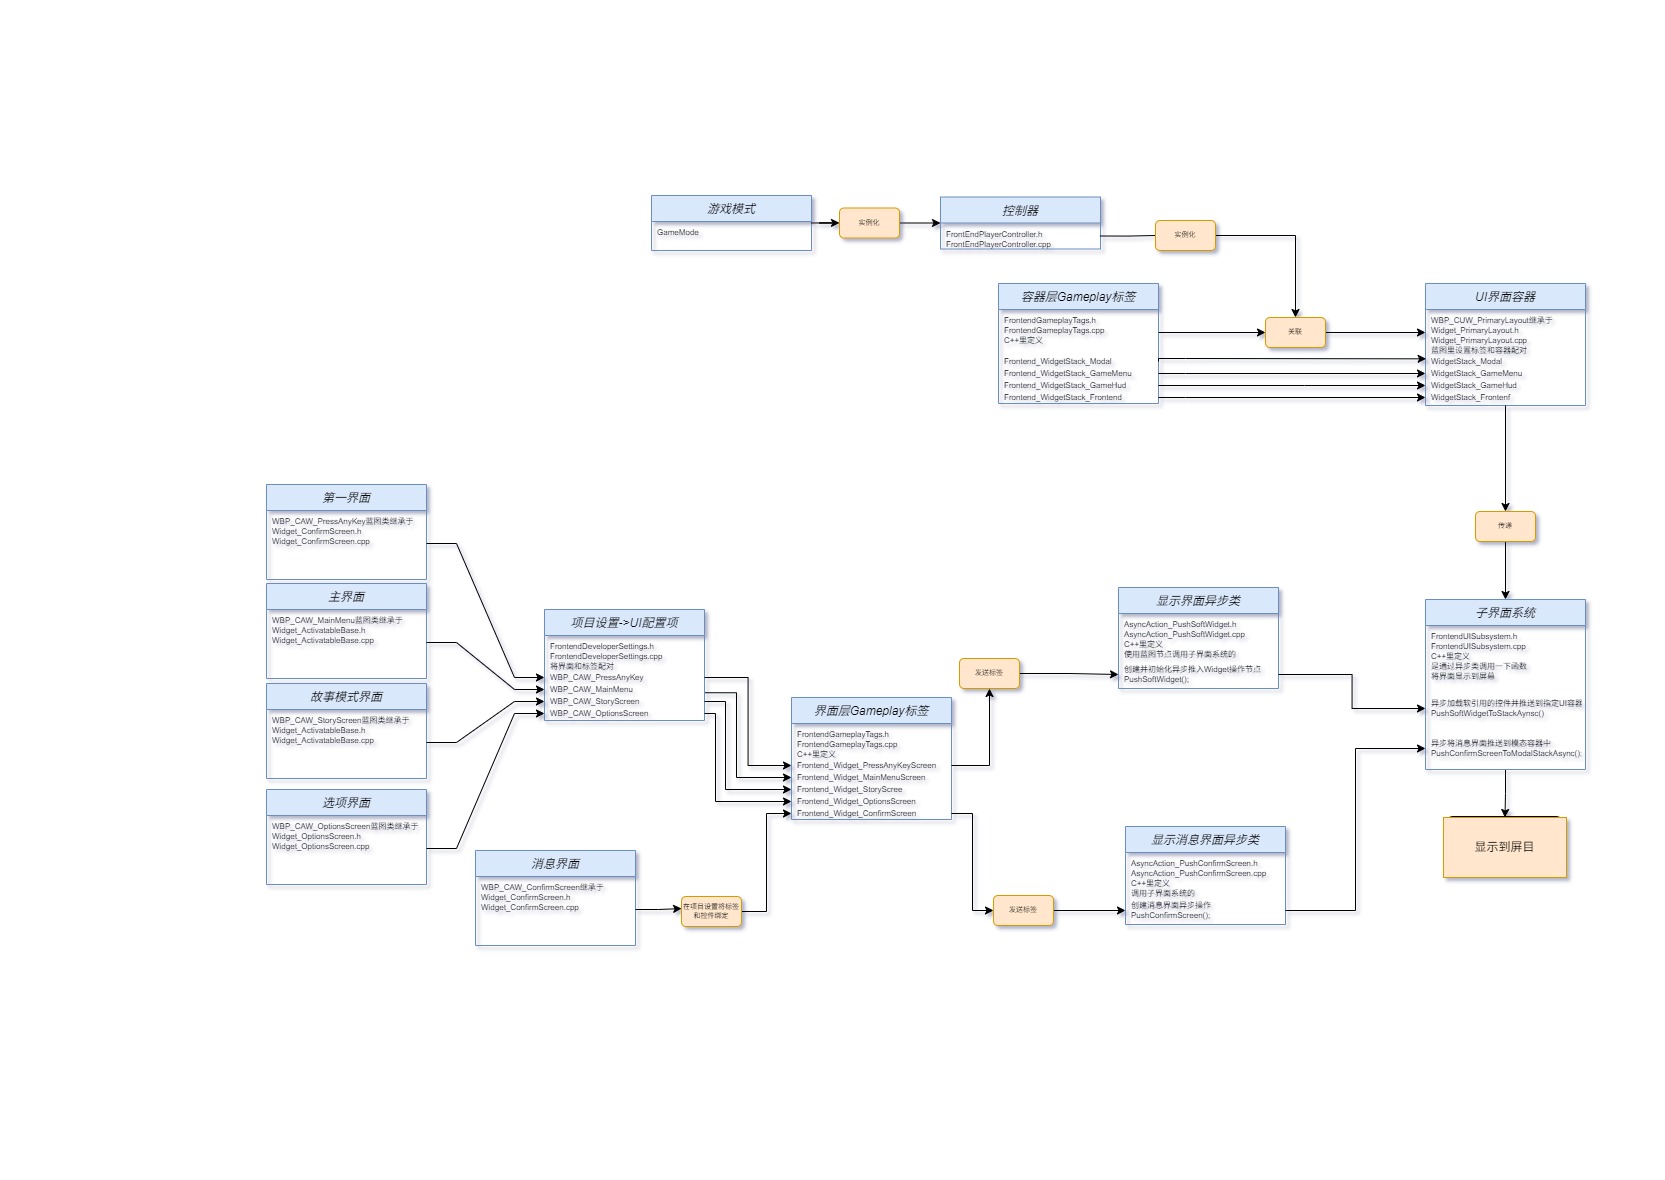 游戏模式
GameMode
实例化
控制器
FrontEndPlayerController.h
FrontEndPlayerController.cpp
实例化
容器层Gameplay标签
FrontendGameplayTags.h
FrontendGameplayTags.cpp
C++里定义
Frontend_WidgetStack_Modal
Frontend_WidgetStack_GameMenu
Frontend_WidgetStack_GameHud
Frontend_WidgetStack_Frontend
关联
UI界面容器
WBP_CUW_PrimaryLayout继承于
Widget_PrimaryLayout.h
Widget_PrimaryLayout.cpp
蓝图里设置标签和容器配对
WidgetStack_Modal
WidgetStack_GameMenu
WidgetStack_GameHud
WidgetStack_Frontenf
传递
第一界面
WBP_CAW_PressAnyKey蓝图类继承于
Widget_ConfirmScreen.h
Widget_ConfirmScreen.cpp
主界面
WBP_CAW_MainMenu蓝图类继承于
Widget_ActivatableBase.h
Widget_ActivatableBase.cpp
故事模式界面
WBP_CAW_StoryScreen蓝图类继承于
Widget_ActivatableBase.h
Widget_ActivatableBase.cpp
选项界面
WBP_CAW_OptionsScreen蓝图类继承于
Widget_OptionsScreen.h
Widget_OptionsScreen.cpp
消息界面
WBP_CAW_ConfirmScreen继承于
Widget_ConfirmScreen.h
Widget_ConfirmScreen.cpp
在项目设置将标签
和控件绑定
项目设置->UI配置项
FrontendDeveloperSettings.h
FrontendDeveloperSettings.cpp
将界面和标签配对
WBP_CAW_PressAnyKey
WBP_CAW_MainMenu
WBP_CAW_StoryScreen
WBP_CAW_OptionsScreen
界面层Gameplay标签
FrontendGameplayTags.h
FrontendGameplayTags.cpp
C++里定义
Frontend_Widget_PressAnyKeyScreen
Frontend_Widget_MainMenuScreen
Frontend_Widget_StoryScree
Frontend_Widget_OptionsScreen
Frontend_Widget_ConfirmScreen
发送标签
发送标签
显示界面异步类
AsyncAction_PushSoftWidget.h
AsyncAction_PushSoftWidget.cpp
C++里定义
使用蓝图节点调用子界面系统的
创建并初始化异步推入Widget操作节点
PushSoftWidget();
显示消息界面异步类
AsyncAction_PushConfirmScreen.h
AsyncAction_PushConfirmScreen.cpp
C++里定义
调用子界面系统的
创建消息界面异步操作
PushConfirmScreen();
子界面系统
FrontendUISubsystem.h
FrontendUISubsystem.cpp
C++里定义
是通过异步类调用一下函数
将界面显示到屏幕
异步加载软引用的控件并推送到指定UI容器
PushSoftWidgetToStackAynsc()
异步将消息界面推送到模态容器中
PushConfirmScreenToModalStackAsync();
显示到屏目